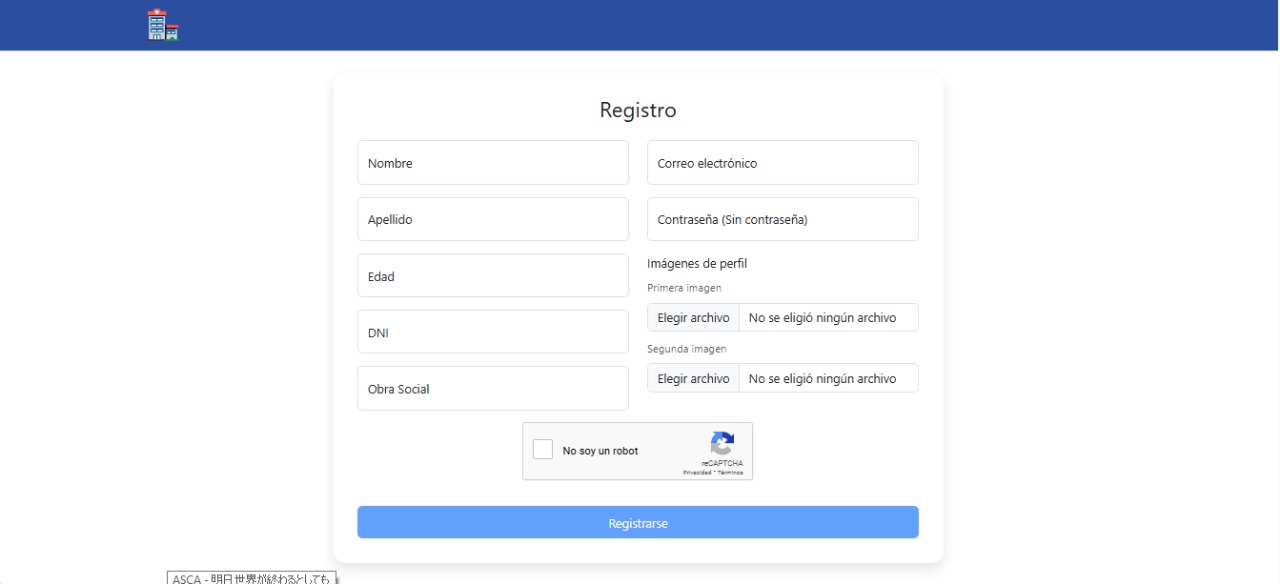 Registro
Nombre
Apellido
Edad
DNI
Obra Social
Correo electrónico
Contraseña (Sin contraseña)
Imágenes de perfil
Primera imagen
Elegir archivo No se eligió ningún archivo
Segunda imagen
Elegir archivo No se eligió ningún archivo
No soy un robot
reCAPTCHA
Privacidad * Términos
Registrarse
ASCA - 明日世界が終わるとしても